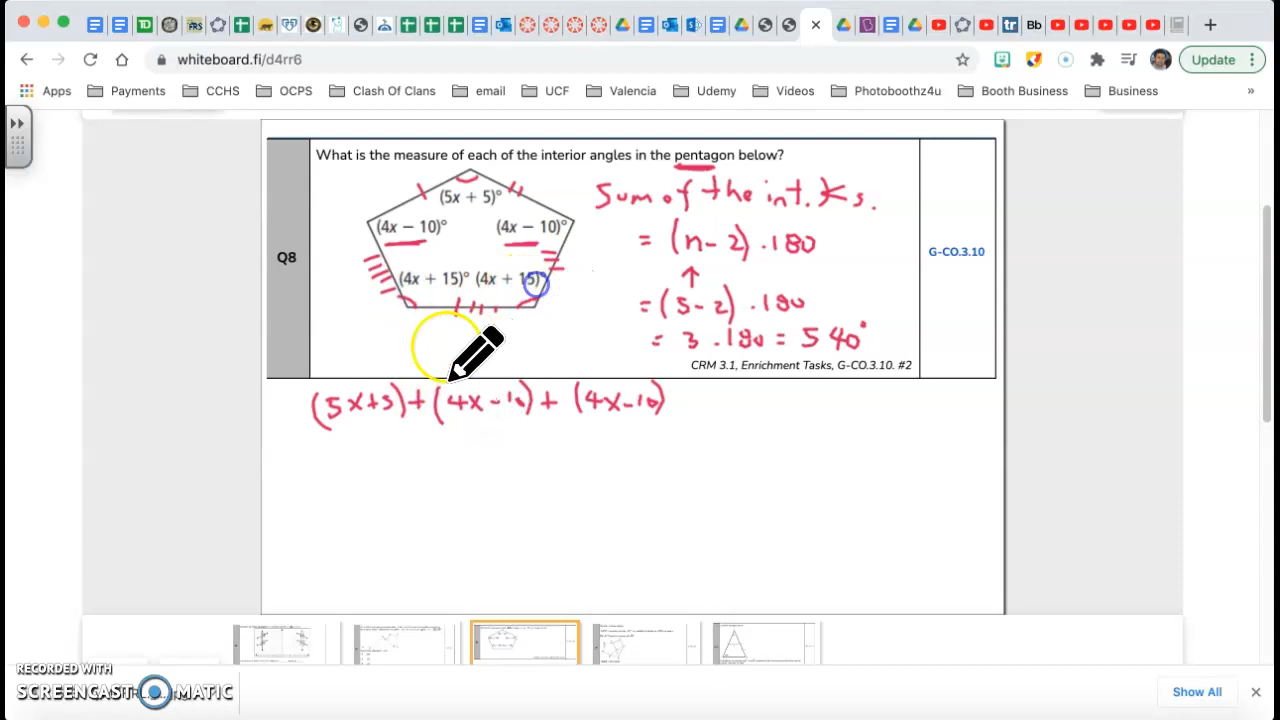 whiteboard.fi/d4rr6
Update
Apps Payments CCHS OCPS Clash Of Clans email UCF Valencia Udemy Videos Photoboothz4u Booth Business Business »
What is the measure of each of the interior angles in the pentagon below?
(5x + 5)°
(4x − 10)° (4x − 10)°
(4x + 15)° (4x + 15)
Q8
Sum of the int. ∠s.
= (n-2) . 180
= (5-2) . 180
= 3 . 180 = 540°
G-CO.3.10
CRM 3.1, Enrichment Tasks, G-CO.3.10. #2
(5x+5)+(4x-10)+(4x-10)
RECORDED WITH
SCREENCAST MATIC
Show All